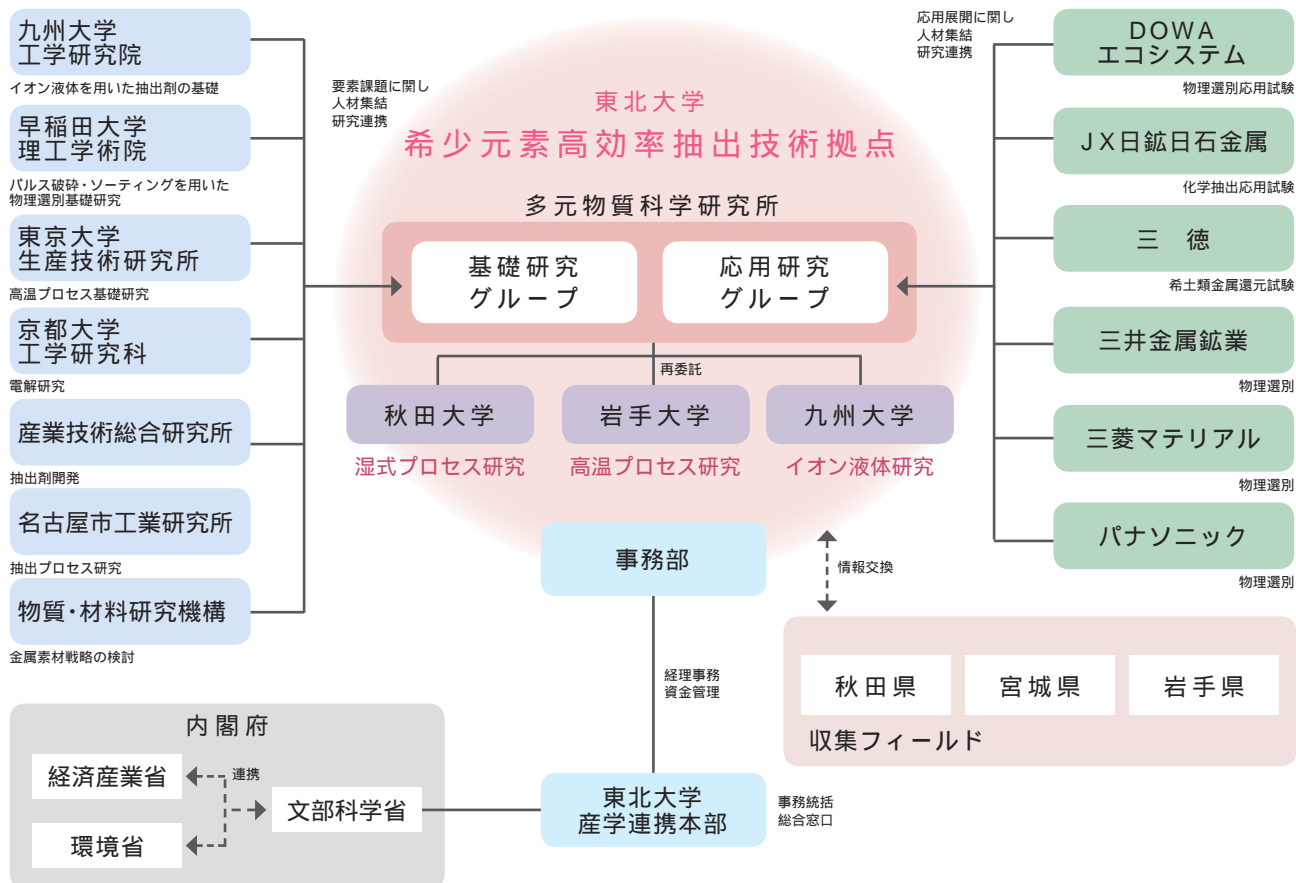 九州大学
工学研究院
イオン液体を用いた抽出剤の基礎
早稲田大学
理工学術院
パルス破砕・ソーティングを用いた
物理選別基礎研究
東京大学
生産技術研究所
高温プロセス基礎研究
京都大学
工学研究科
電解研究
産業技術総合研究所
抽出剤開発
名古屋市工業研究所
抽出プロセス研究
物質・材料研究機構
金属素材戦略の検討
要素課題に関し
人材集結
研究連携
東北大学
希少元素高効率抽出技術拠点
多元物質科学研究所
基礎研究
グループ
応用研究
グループ
再委託
秋田大学
湿式プロセス研究
岩手大学
高温プロセス研究
九州大学
イオン液体研究
応用展開に関し
人材集結
研究連携
DOWA
エコシステム
物理選別応用試験
JX日鉱日石金属
化学抽出応用試験
三 徳
希土類金属還元試験
三井金属鉱業
物理選別
三菱マテリアル
物理選別
パナソニック
物理選別
事務部
情報交換
経理事務
資金管理
秋田県
宮城県
岩手県
収集フィールド
内閣府
経済産業省
連携
文部科学省
環境省
東北大学
産学連携本部
事務統括
総合窓口